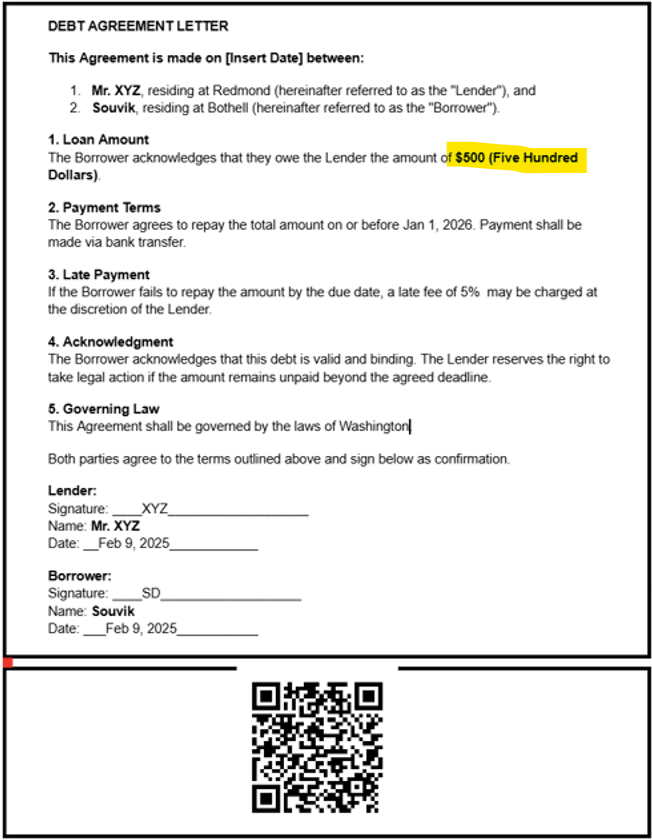 DEBT AGREEMENT LETTER
This Agreement is made on [Insert Date] between:
1. Mr. XYZ, residing at Redmond (hereinafter referred to as the "Lender"), and
2. Souvik, residing at Bothell (hereinafter referred to as the "Borrower").
1. Loan Amount
The Borrower acknowledges that they owe the Lender the amount of $500 (Five Hundred
Dollars).
2. Payment Terms
The Borrower agrees to repay the total amount on or before Jan 1, 2026. Payment shall be
made via bank transfer.
3. Late Payment
If the Borrower fails to repay the amount by the due date, a late fee of 5%  may be charged at
the discretion of the Lender.
4. Acknowledgment
The Borrower acknowledges that this debt is valid and binding. The Lender reserves the right to
take legal action if the amount remains unpaid beyond the agreed deadline.
5. Governing Law
This Agreement shall be governed by the laws of Washington
Both parties agree to the terms outlined above and sign below as confirmation.
Lender:
Signature: ____XYZ___________________
Name: Mr. XYZ
Date: __Feb 9, 2025____________
Borrower:
Signature: ____SD___________________
Name: Souvik
Date: ___Feb 9, 2025___________